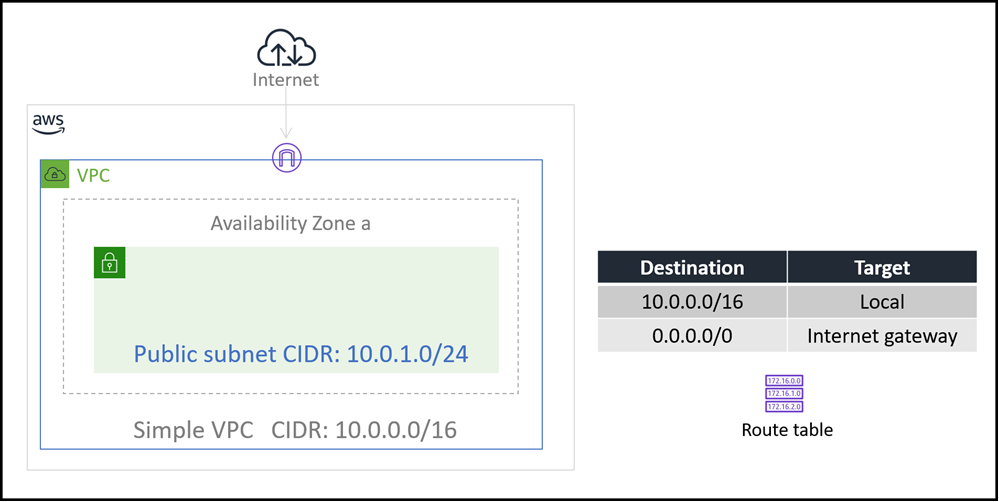 Internet
aws
VPC
Availability Zone a
Public subnet CIDR: 10.0.1.0/24
Simple VPC CIDR: 10.0.0.0/16
Destination Target
10.0.0.0/16 Local
0.0.0.0/0 Internet gateway
172.16.0.0
172.16.1.0
172.16.2.0
Route table